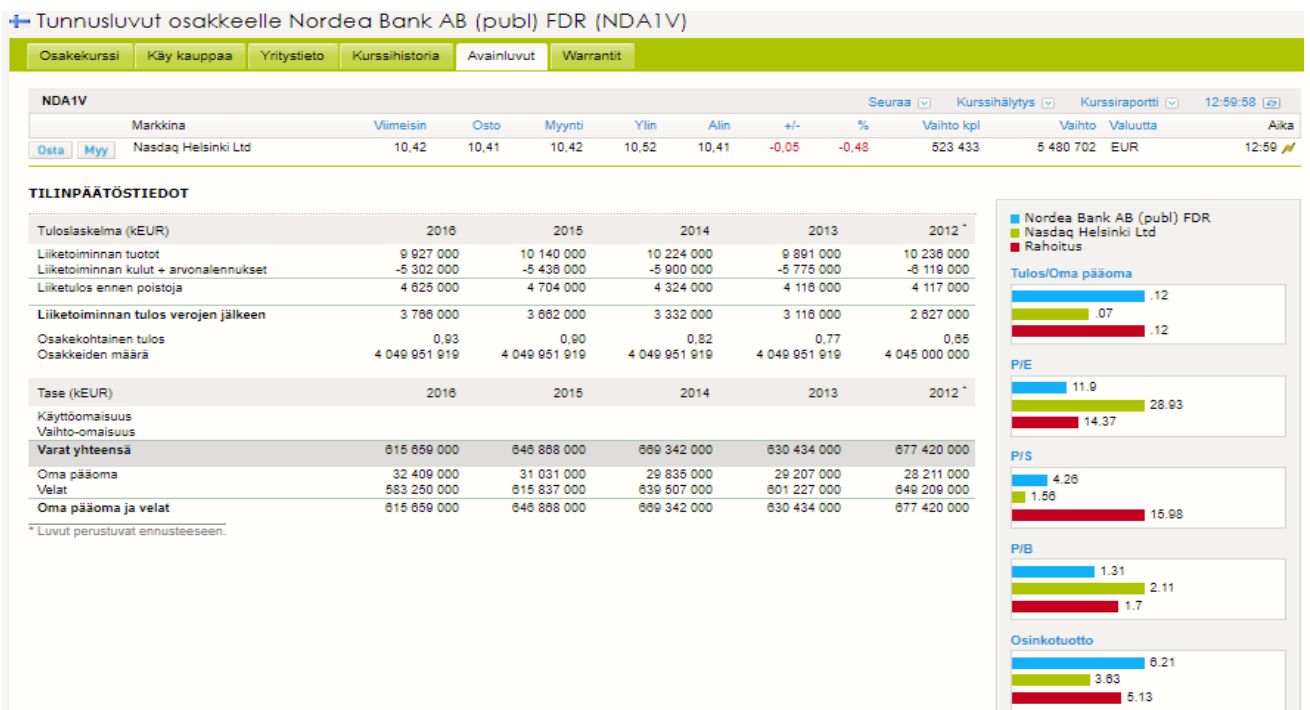 Tunnusluvut osakkeelle Nordea Bank AB (publ) FDR (NDA1V)
Osakekurssi Käy kauppaa Yritystieto Kurssihistoria Avainluvut Warrantit
NDA1V Seuraa Kurssihälytys Kurssiraportti 12:59:58
Markkina Viimeisin Osto Myynti Ylin Alin +/- % Vaihto kpl Vaihto Valuutta Aika
Osta Myy Nasdaq Helsinki Ltd 10,42 10,41 10,42 10,52 10,41 -0,05 -0,48 523 433 5 480 702 EUR 12:59
TILINPÄÄTÖSTIEDOT
Tuloslaskelma (kEUR) 2016 2015 2014 2013 2012 *
Liiketoiminnan tuotot 9 927 000 10 140 000 10 224 000 9 891 000 10 236 000
Liiketoiminnan kulut + arvonalennukset -5 302 000 -5 436 000 -5 900 000 -5 775 000 -6 119 000
Liiketulos ennen poistoja 4 625 000 4 704 000 4 324 000 4 116 000 4 117 000
Liiketoiminnan tulos verojen jälkeen 3 766 000 3 662 000 3 332 000 3 116 000 2 627 000
Osakekohtainen tulos 0,93 0,90 0,82 0,77 0,65
Osakkeiden määrä 4 049 951 919 4 049 951 919 4 049 951 919 4 049 951 919 4 045 000 000
Tase (kEUR) 2016 2015 2014 2013 2012 *
Käyttöomaisuus
Vaihto-omaisuus
Varat yhteensä 615 659 000 646 868 000 669 342 000 630 434 000 677 420 000
Oma pääoma 32 409 000 31 031 000 29 835 000 29 207 000 28 211 000
Velat 583 250 000 615 837 000 639 507 000 601 227 000 649 209 000
Oma pääoma ja velat 615 659 000 646 868 000 669 342 000 630 434 000 677 420 000
* Luvut perustuvat ennusteeseen.
Nordea Bank AB (publ) FDR
Nasdaq Helsinki Ltd
Rahoitus
Tulos/Oma pääoma
.12
.07
.12
P/E
11.9
28.93
14.37
P/S
4.26
1.56
15.98
P/B
1.31
2.11
1.7
Osinkotuotto
6.21
3.63
5.13